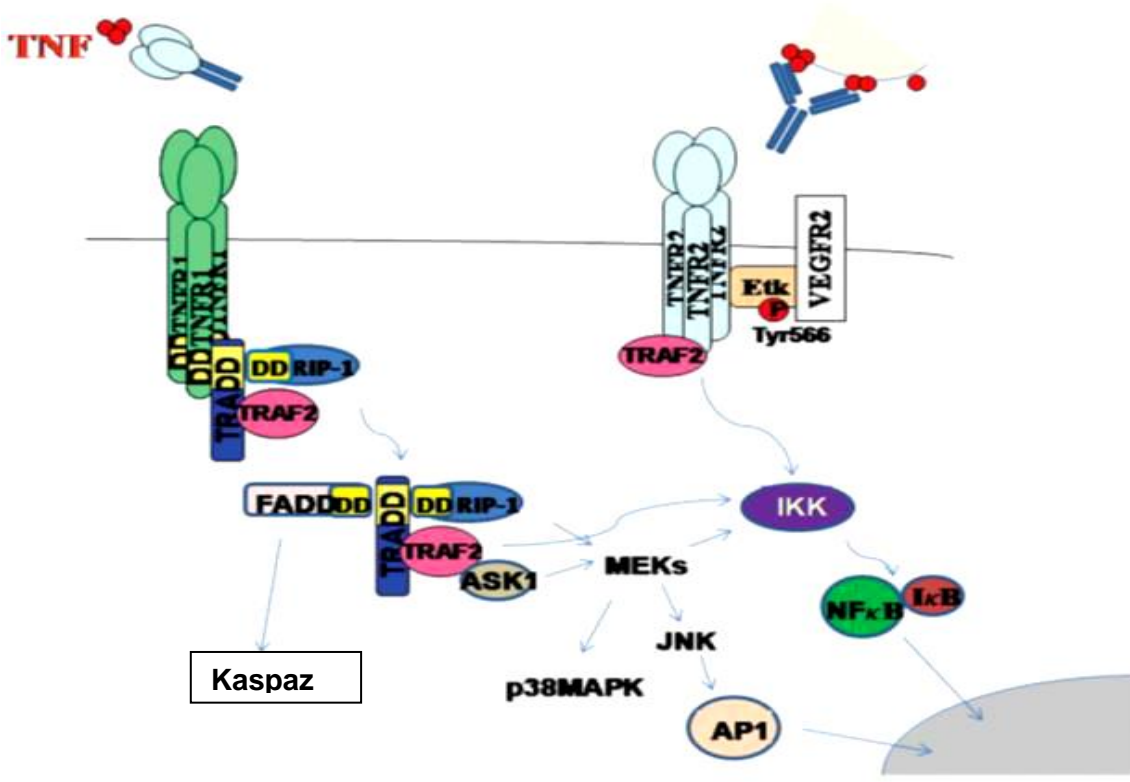 TNF
TNFR1
TNFR1
TNFR1
DD
DD
TRADD
DD RIP-1
TRAF2
TNFR2
TNFR2
TNFR2
Etk
P
Tyr566
VEGFR2
TRAF2
FADD DD
TRADD
DD RIP-1
TRAF2
ASK1
MEKs
IKK
NFκB
IκB
JNK
p38MAPK
AP1
Kaspaz